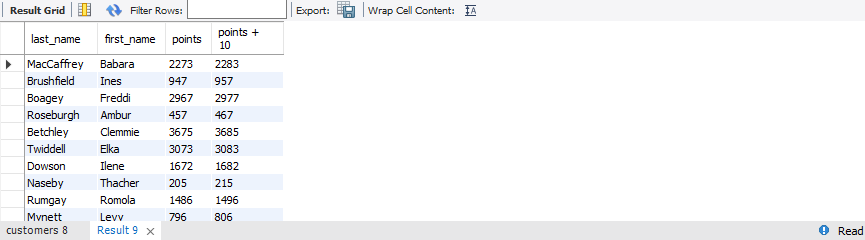 Result Grid Filter Rows: Export: Wrap Cell Content:
last_name first_name points points +
10
MacCaffrey Babara 2273 2283
Brushfield Ines 947 957
Boagey Freddi 2967 2977
Roseburgh Ambur 457 467
Betchley Clemmie 3675 3685
Twiddell Elka 3073 3083
Dowson Ilene 1672 1682
Naseby Thacher 205 215
Rumgay Romola 1486 1496
Mynett Levy 796 806
customers 8 Result 9 Read